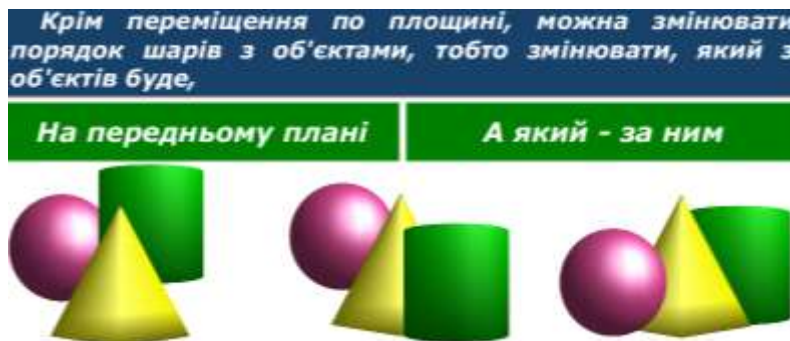 Крім переміщення по площині, можна змінювати
порядок шарів з об'єктами, тобто змінювати, який з
об'єктів буде,
На передньому плані
А який - за ним